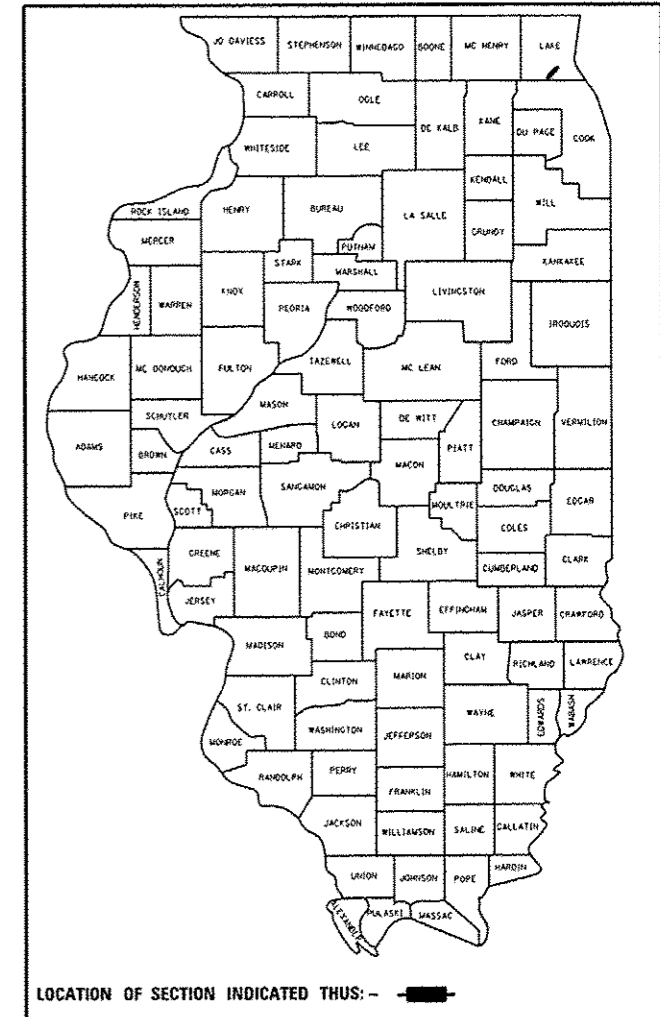 JO DAVIESS STEPHENSON WINNEBAGO BOONE MC HENRY LAKE
CARROLL OGLE DE KALB KANE DU PAGE COOK
WHITESIDE LEE KENDALL WILL
ROCK ISLAND HENRY BUREAU LA SALLE GRUNDY
MERCER PUTNAM KANKAKEE
HENDERSON WARREN KNOX STARK MARSHALL LIVINGSTON
PEORIA WOODFORD IROQUOIS
HANCOCK MC DONOUGH FULTON TAZEWELL MC LEAN FORD
SCHUYLER MASON LOGAN DE WITT CHAMPAIGN VERMILION
ADAMS BROWN CASS MENARD MACON PIATT
PIKE SCOTT MORGAN SANGAMON CHRISTIAN MOULTRIE DOUGLAS EDGAR
COLES
CALHOUN GREENE MACOUPIN MONTGOMERY SHELBY CUMBERLAND CLARK
JERSEY FAYETTE EFFINGHAM JASPER CRAWFORD
MADISON BOND CLAY RICHLAND LAWRENCE
ST. CLAIR CLINTON MARION WAYNE EDWARDS WABASH
MONROE WASHINGTON JEFFERSON
RANDOLPH PERRY FRANKLIN HAMILTON WHITE
JACKSON WILLIAMSON SALINE GALLATIN
UNION JOHNSON POPE HARDIN
ALEXANDER PULASKI MASSAC
LOCATION OF SECTION INDICATED THUS: -